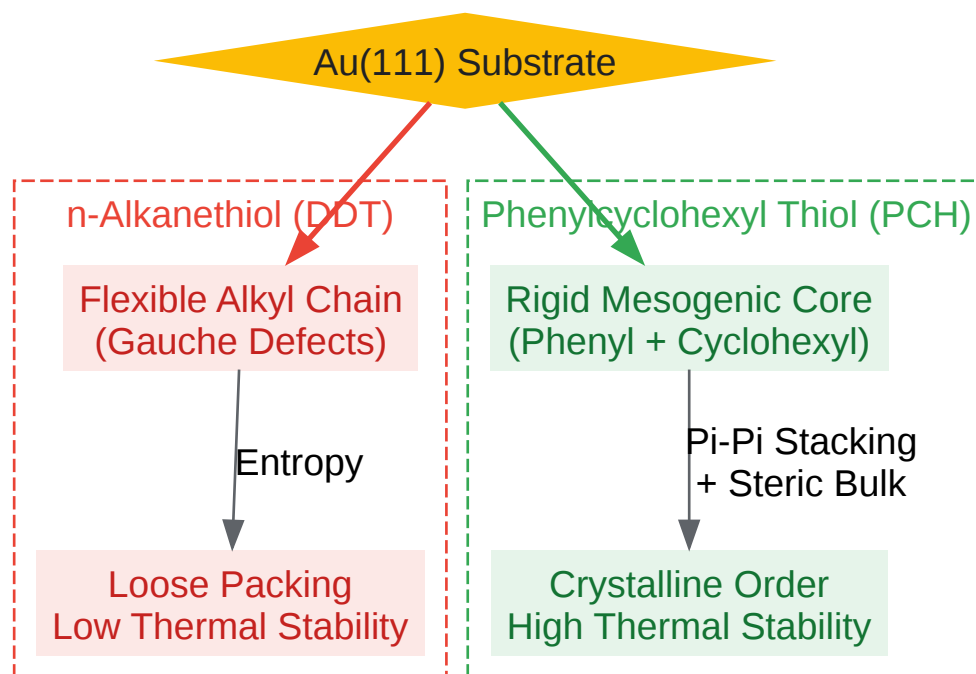 Au(111) Substrate
n-Alkanethiol (DDT)
Flexible Alkyl Chain
(Gauche Defects)
Entropy
Loose Packing
Low Thermal Stability
Phenylcyclohexyl Thiol (PCH)
Rigid Mesogenic Core
(Phenyl + Cyclohexyl)
Pi-Pi Stacking
+ Steric Bulk
Crystalline Order
High Thermal Stability